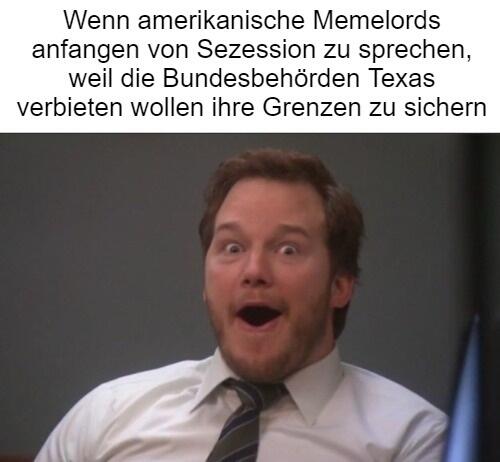 Wenn amerikanische Memelords
anfangen von Sezession zu sprechen,
weil die Bundesbehörden Texas
verbieten wollen ihre Grenzen zu sichern